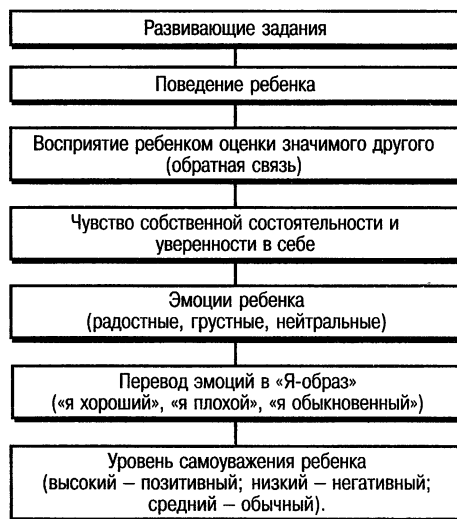 Развивающие задания
Поведение ребенка
Восприятие ребенком оценки значимого другого
(обратная связь)
Чувство собственной состоятельности и
уверенности в себе
Эмоции ребенка
(радостные, грустные, нейтральные)
Перевод эмоций в «Я-образ»
(«я хороший», «я плохой», «я обыкновенный»)
Уровень самоуважения ребенка
(высокий – позитивный; низкий – негативный;
средний – обычный).